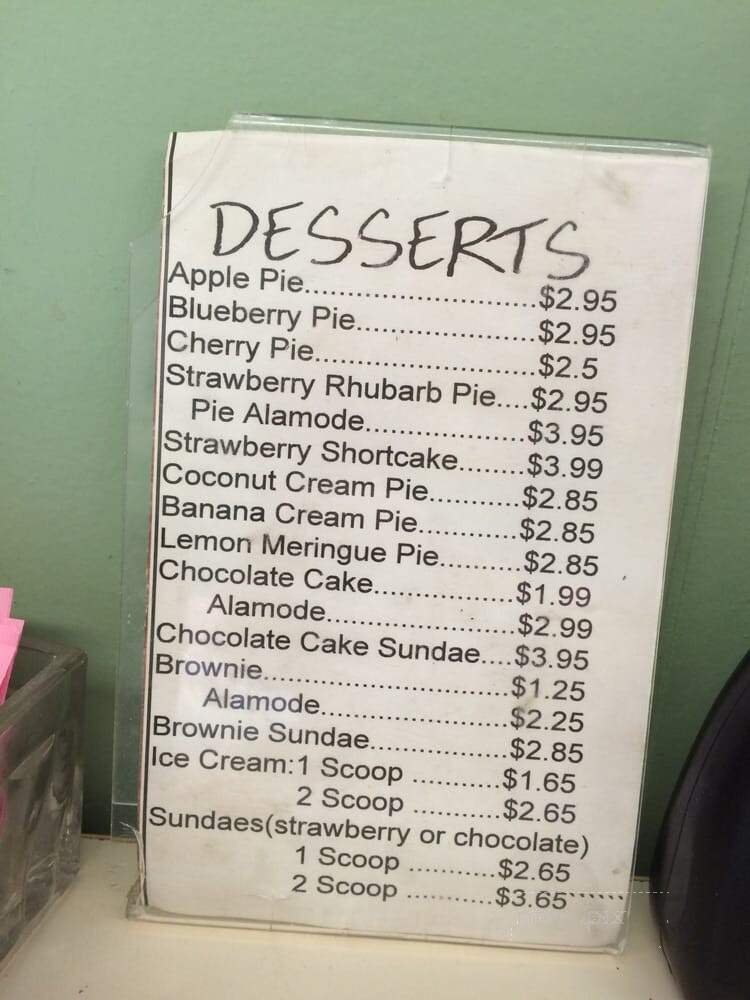 DESSERTS
Apple Pie............................$2.95
Blueberry Pie......................$2.95
Cherry Pie...........................$2.5
Strawberry Rhubarb Pie....$2.95
Pie Alamode....................$3.95
Strawberry Shortcake........$3.99
Coconut Cream Pie...........$2.85
Banana Cream Pie............$2.85
Lemon Meringue Pie..........$2.85
Chocolate Cake.................$1.99
Alamode.......................$2.99
Chocolate Cake Sundae....$3.95
Brownie..............................$1.25
Alamode.......................$2.25
Brownie Sundae.................$2.85
Ice Cream:1 Scoop ...........$1.65
2 Scoop ...........$2.65
Sundaes(strawberry or chocolate)
1 Scoop ...........$2.65
2 Scoop ...........$3.65